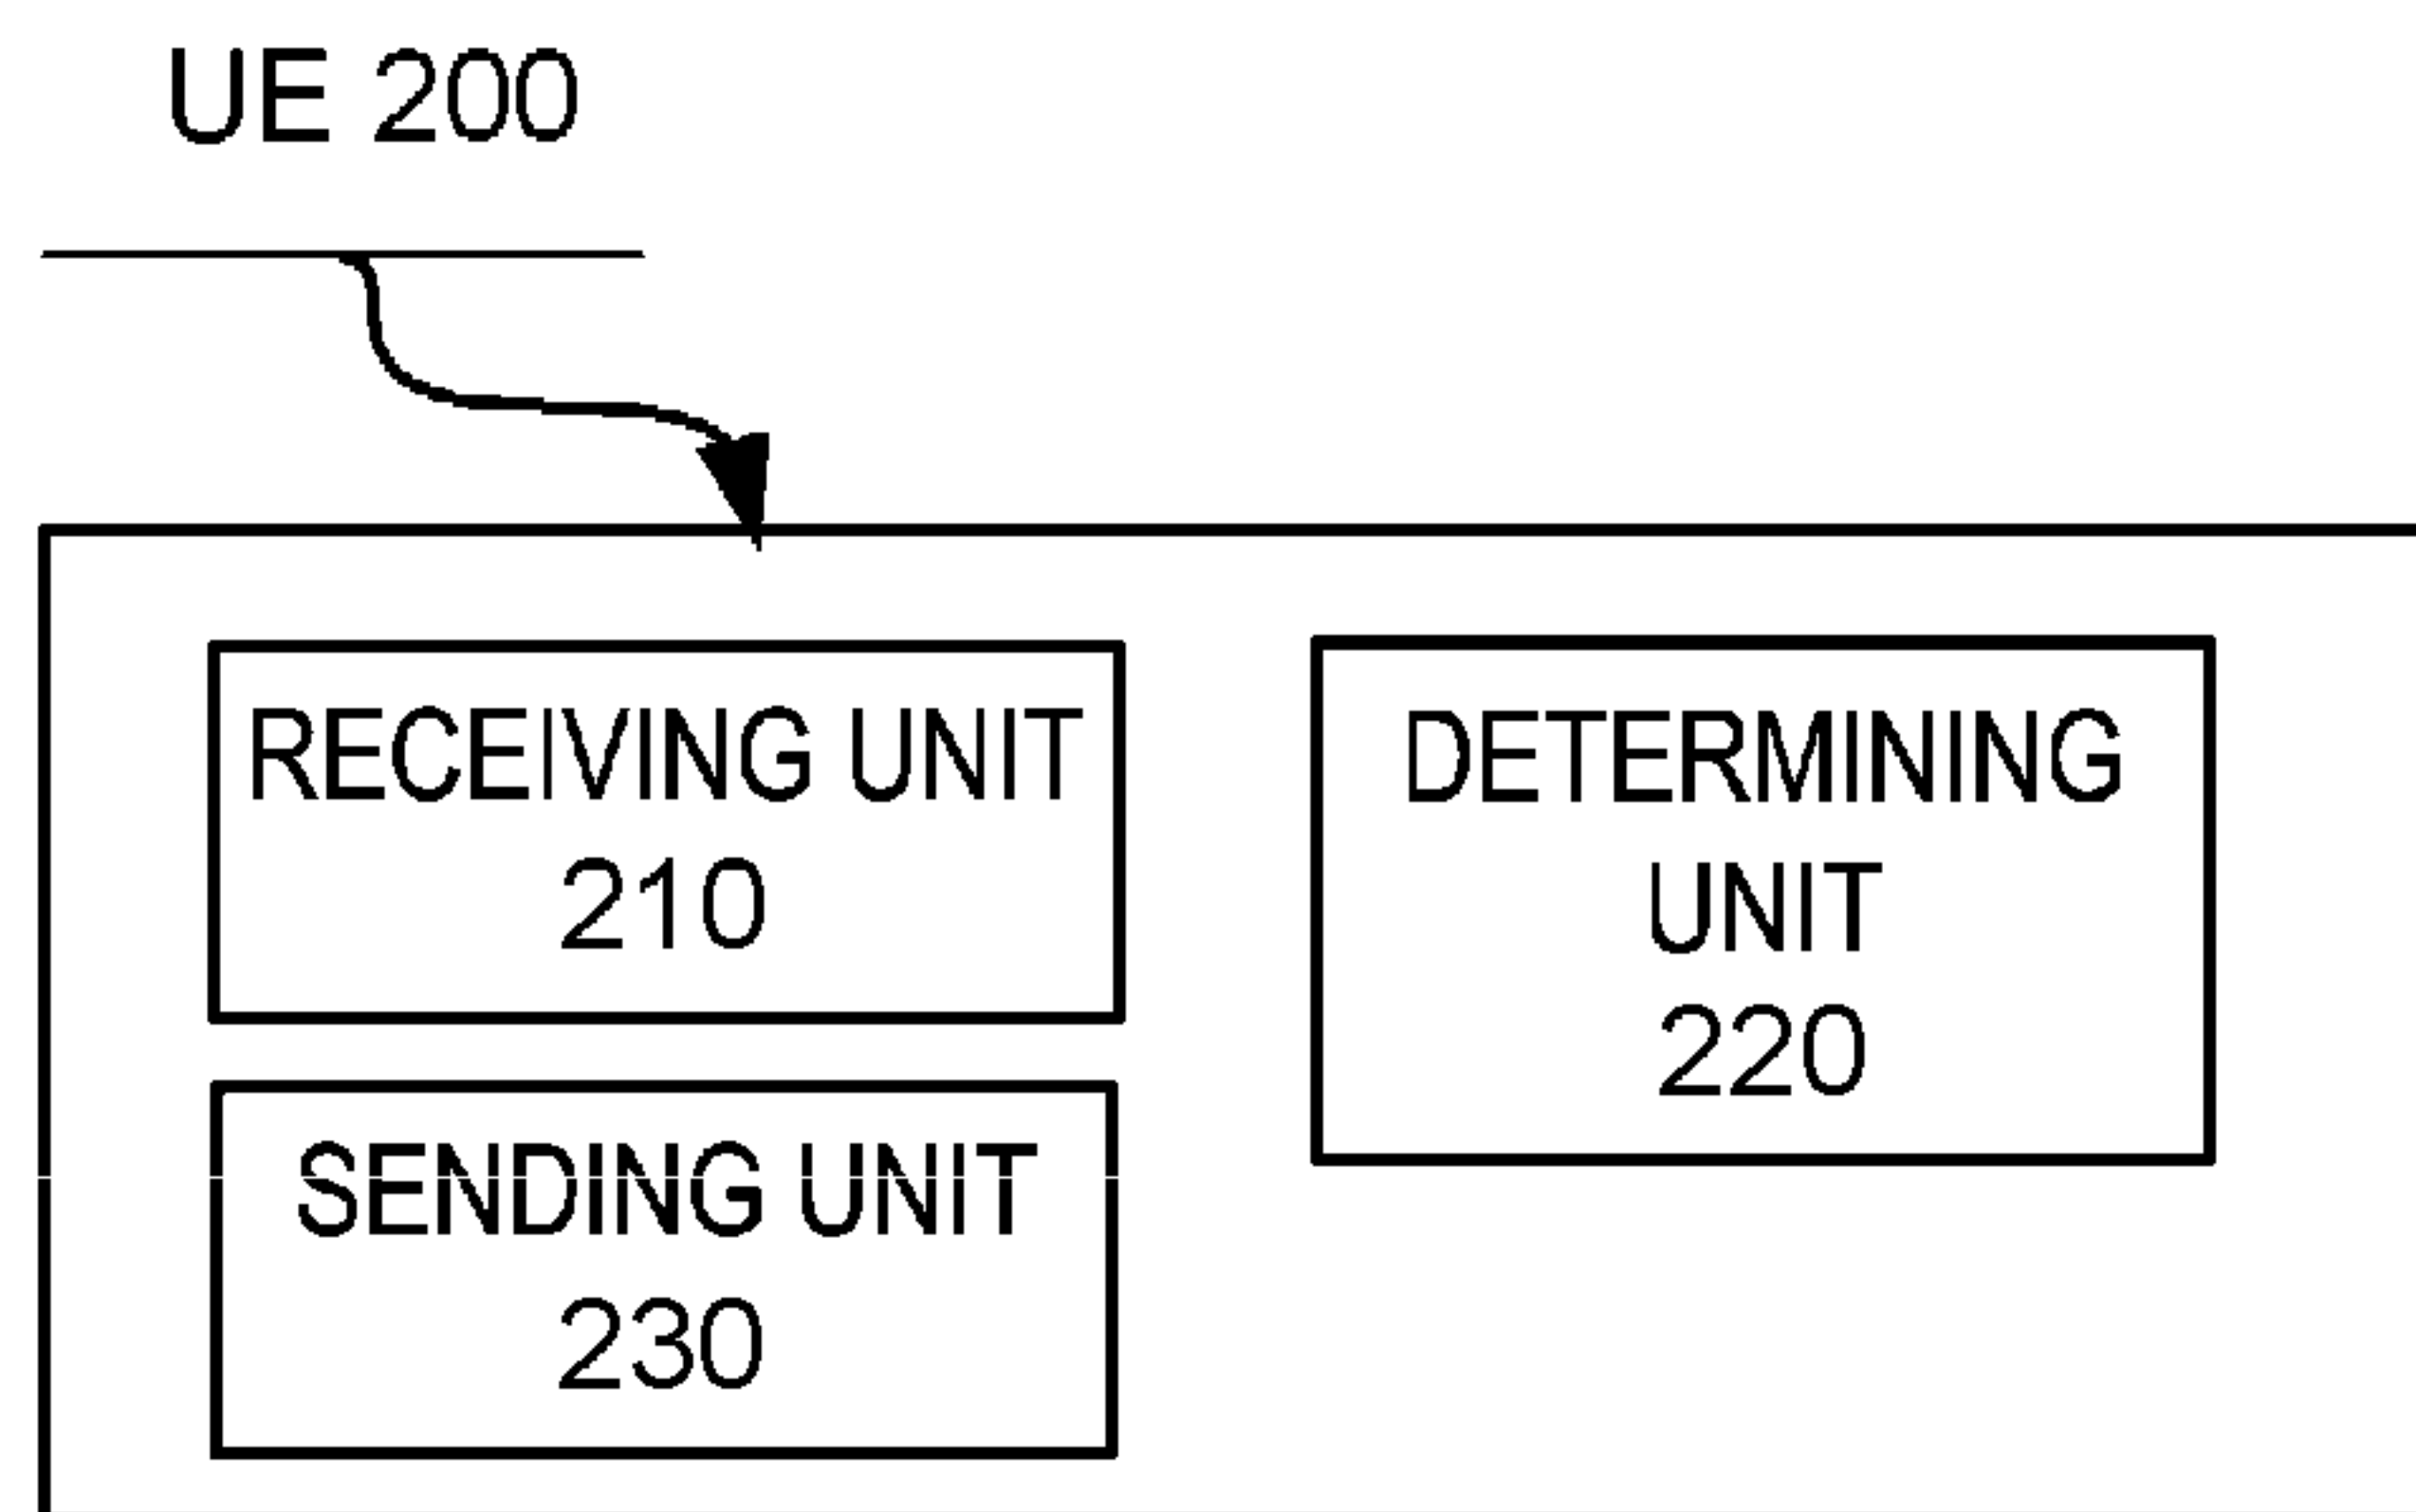 UE 200
RECEIVING UNIT
210
DETERMINING
UNIT
220
SENDING UNIT
230